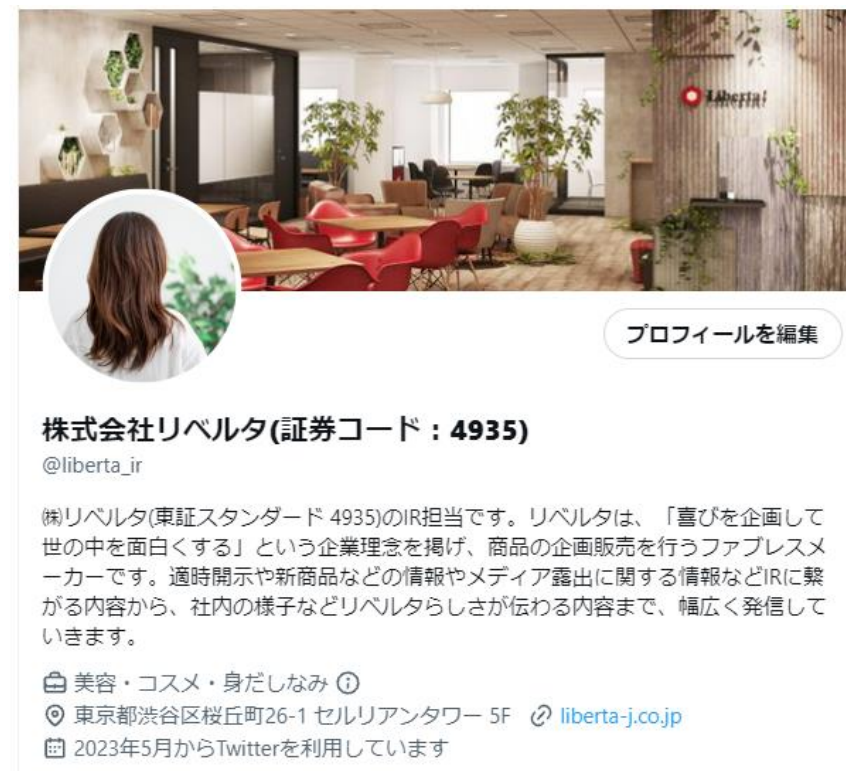 Liberta!
プロフィールを編集
株式会社リベルタ(証券コード：4935)
@liberta_ir
㈱リベルタ(東証スタンダード 4935)のIR担当です。リベルタは、「喜びを企画して
世の中を面白くする」という企業理念を掲げ、商品の企画販売を行うファブレスメ
ーカーです。適時開示や新商品などの情報やメディア露出に関する情報などIRに繋
がる内容から、社内の様子などリベルタらしさが伝わる内容まで、幅広く発信して
いきます。
美容・コスメ・身だしなみ
東京都渋谷区桜丘町26-1 セルリアンタワー 5F liberta-j.co.jp
2023年5月からTwitterを利用しています